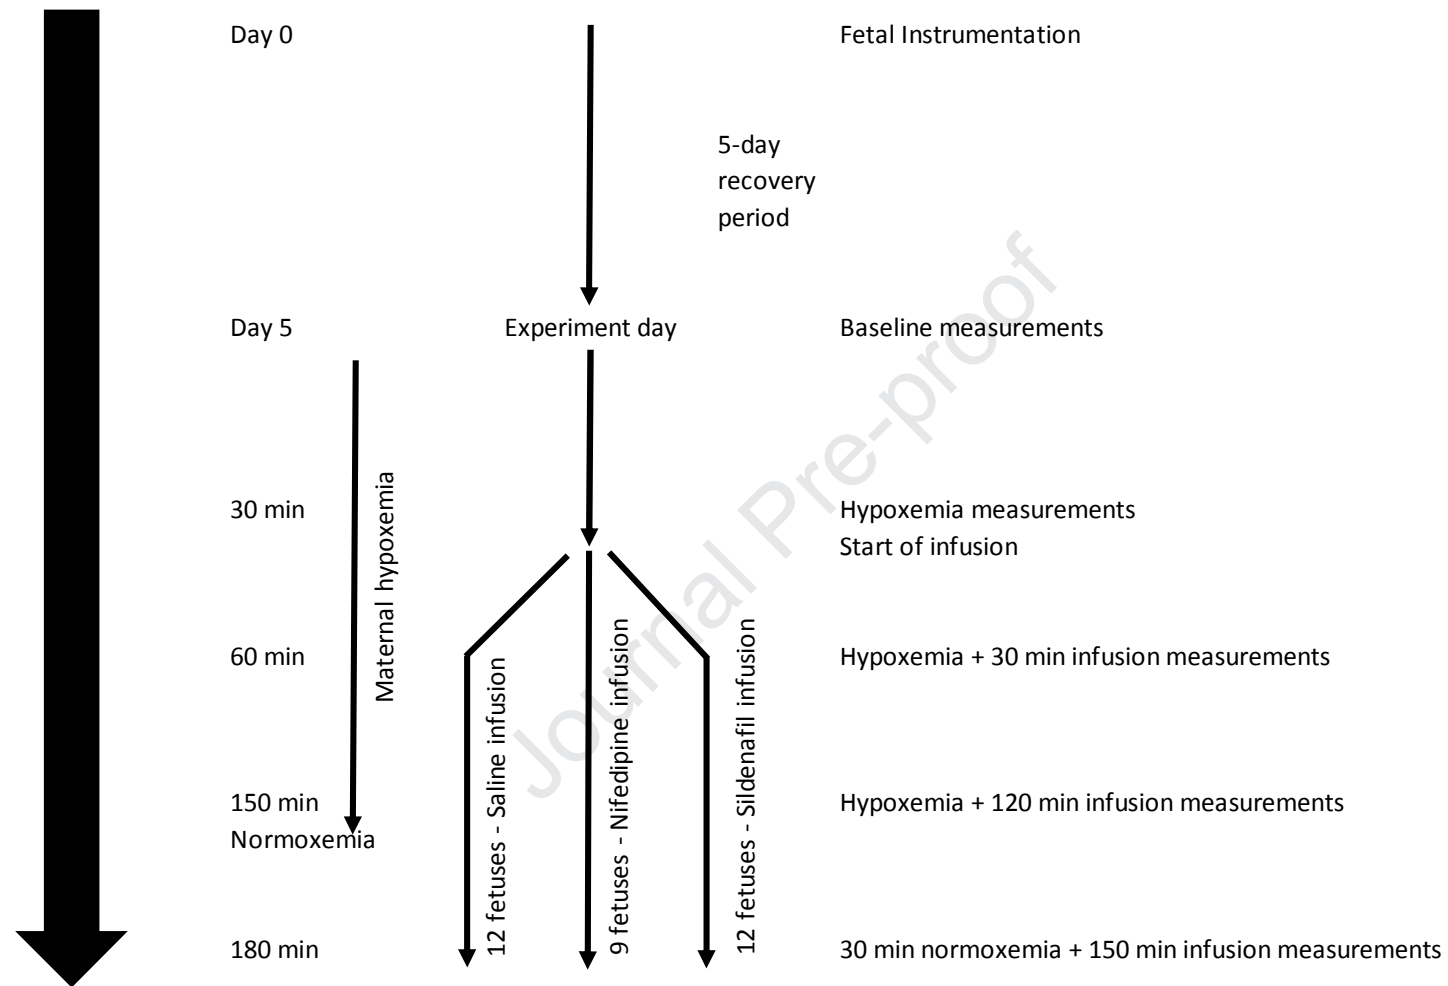 Day 0
Fetal Instrumentation
5-day
recovery
period
Day 5
Experiment day
Baseline measurements
Maternal hypoxemia
30 min
Hypoxemia measurements
Start of infusion
60 min
Hypoxemia + 30 min infusion measurements
12 fetuses - Saline infusion
9 fetuses - Nifedipine infusion
12 fetuses - Sildenafil infusion
150 min
Normoxemia
Hypoxemia + 120 min infusion measurements
180 min
30 min normoxemia + 150 min infusion measurements
Journal Pre-proof